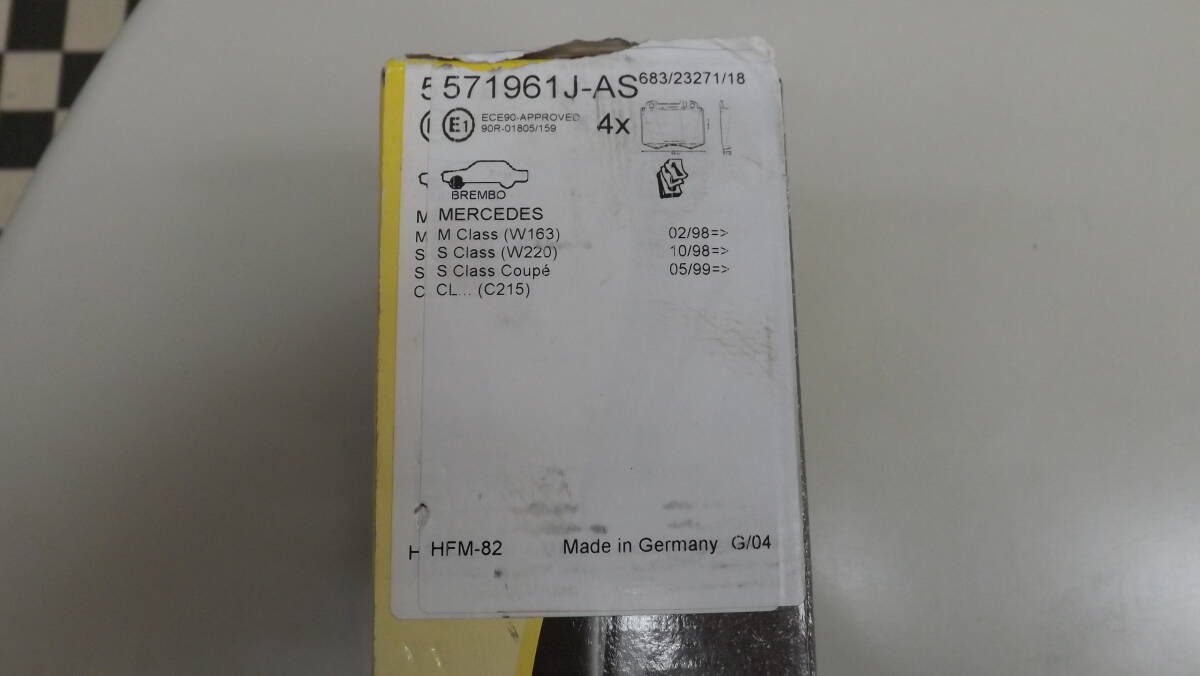 5 571961J-AS 683/23271/18
E1 ECE90-APPROVED 4x
90R-01805/159
BREMBO
M MERCEDES
M M Class (W163) 02/98=>
S S Class (W220) 10/98=>
S S Class Coupé 05/99=>
C CL... (C215)
H HFM-82 Made in Germany G/04